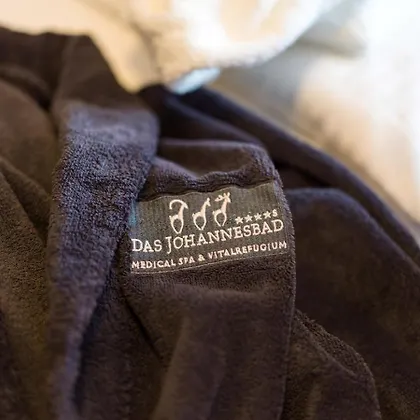 ★★★★S
DAS JOHANNESBAD
MEDICAL SPA & VITALREFUGIUM